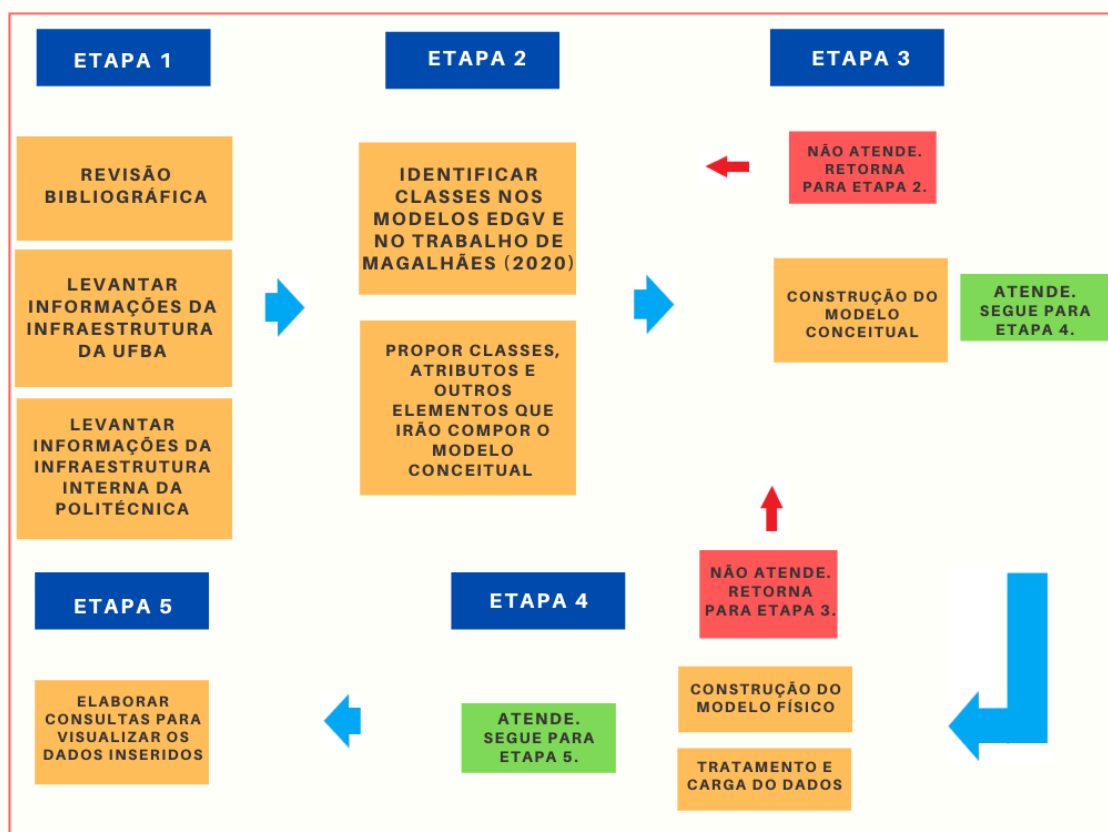 ETAPA 1
REVISÃO
BIBLIOGRÁFICA
LEVANTAR
INFORMAÇÕES DA
INFRAESTRUTURA
DA UFBA
LEVANTAR
INFORMAÇÕES DA
INFRAESTRUTURA
INTERNA DA
POLITÉCNICA
ETAPA 2
IDENTIFICAR
CLASSES NOS
MODELOS EDGV E
NO TRABALHO DE
MAGALHÃES (2020)
PROPOR CLASSES,
ATRIBUTOS E
OUTROS
ELEMENTOS QUE
IRÃO COMPOR O
MODELO
CONCEITUAL
ETAPA 3
NÃO ATENDE.
RETORNA
PARA ETAPA 2.
CONSTRUÇÃO DO
MODELO
CONCEITUAL
ATENDE.
SEGUE PARA
ETAPA 4.
ETAPA 4
NÃO ATENDE.
RETORNA
PARA ETAPA 3.
CONSTRUÇÃO DO
MODELO FÍSICO
TRATAMENTO E
CARGA DO DADOS
ATENDE.
SEGUE PARA
ETAPA 5.
ETAPA 5
ELABORAR
CONSULTAS PARA
VISUALIZAR OS
DADOS INSERIDOS